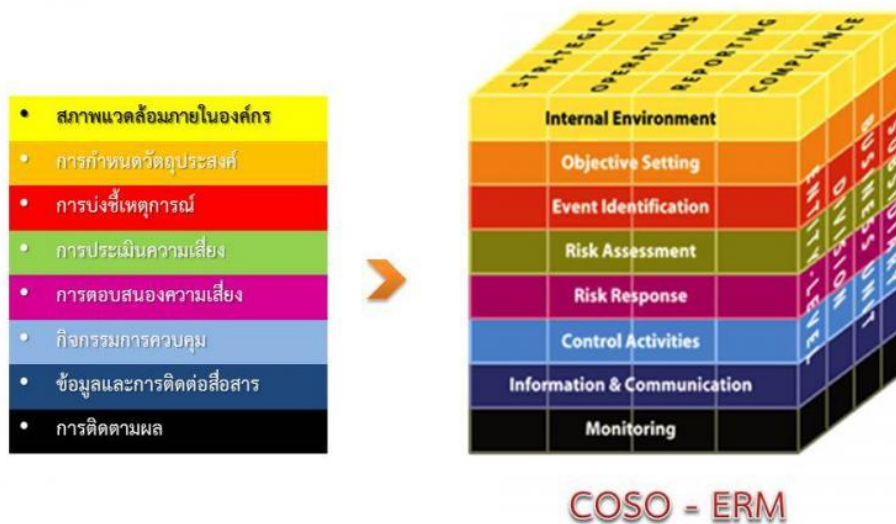 • สภาพแวดล้อมภายในองค์กร
• การกำหนดวัตถุประสงค์
• การบ่งชี้เหตุการณ์
• การประเมินความเสี่ยง
• การตอบสนองความเสี่ยง
• กิจกรรมการควบคุม
• ข้อมูลและการติดต่อสื่อสาร
• การติดตามผล
STRATEGIC
OPERATIONS
REPORTING
COMPLIANCE
Internal Environment
Objective Setting
Event Identification
Risk Assessment
Risk Response
Control Activities
Information & Communication
Monitoring
ENTITY-LEVEL
DIVISION
BUSINESS UNIT
COSO - ERM